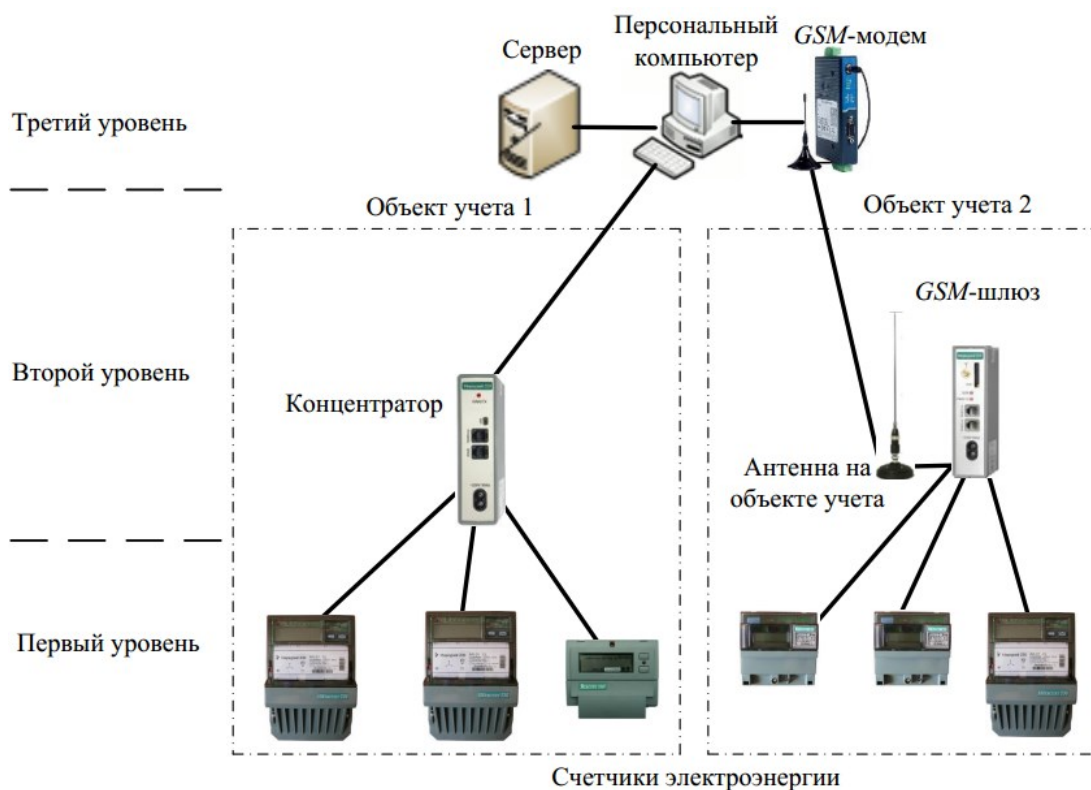 Сервер
Персональный
компьютер
GSM-модем
Третий уровень
Объект учета 1
Объект учета 2
GSM-шлюз
Второй уровень
Концентратор
Антенна на
объекте учета
Первый уровень
Счетчики электроэнергии